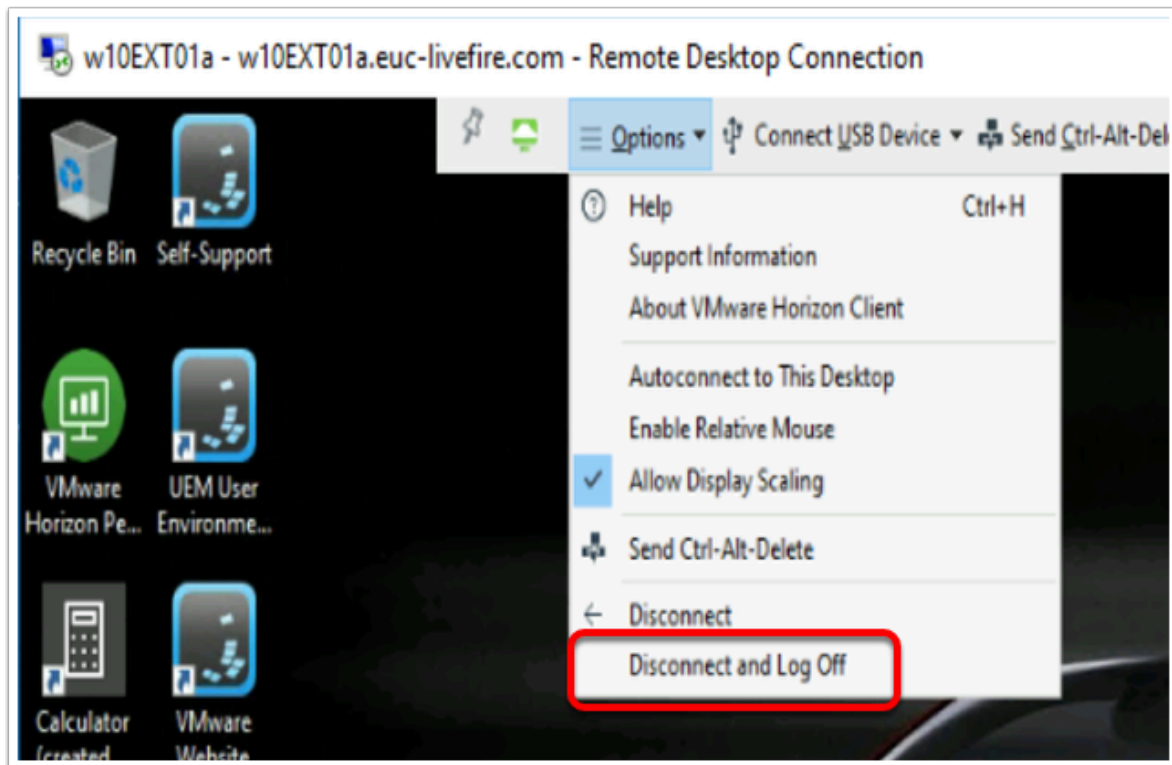 w10EXT01a - w10EXT01a.euc-livefire.com - Remote Desktop Connection
Options Connect USB Device Send Ctrl-Alt-Del
Recycle Bin
Self-Support
VMware
Horizon Pe...
UEM User
Environme...
Calculator
(created
VMware
Website
Help Ctrl+H
Support Information
About VMware Horizon Client
Autoconnect to This Desktop
Enable Relative Mouse
Allow Display Scaling
Send Ctrl-Alt-Delete
Disconnect
Disconnect and Log Off